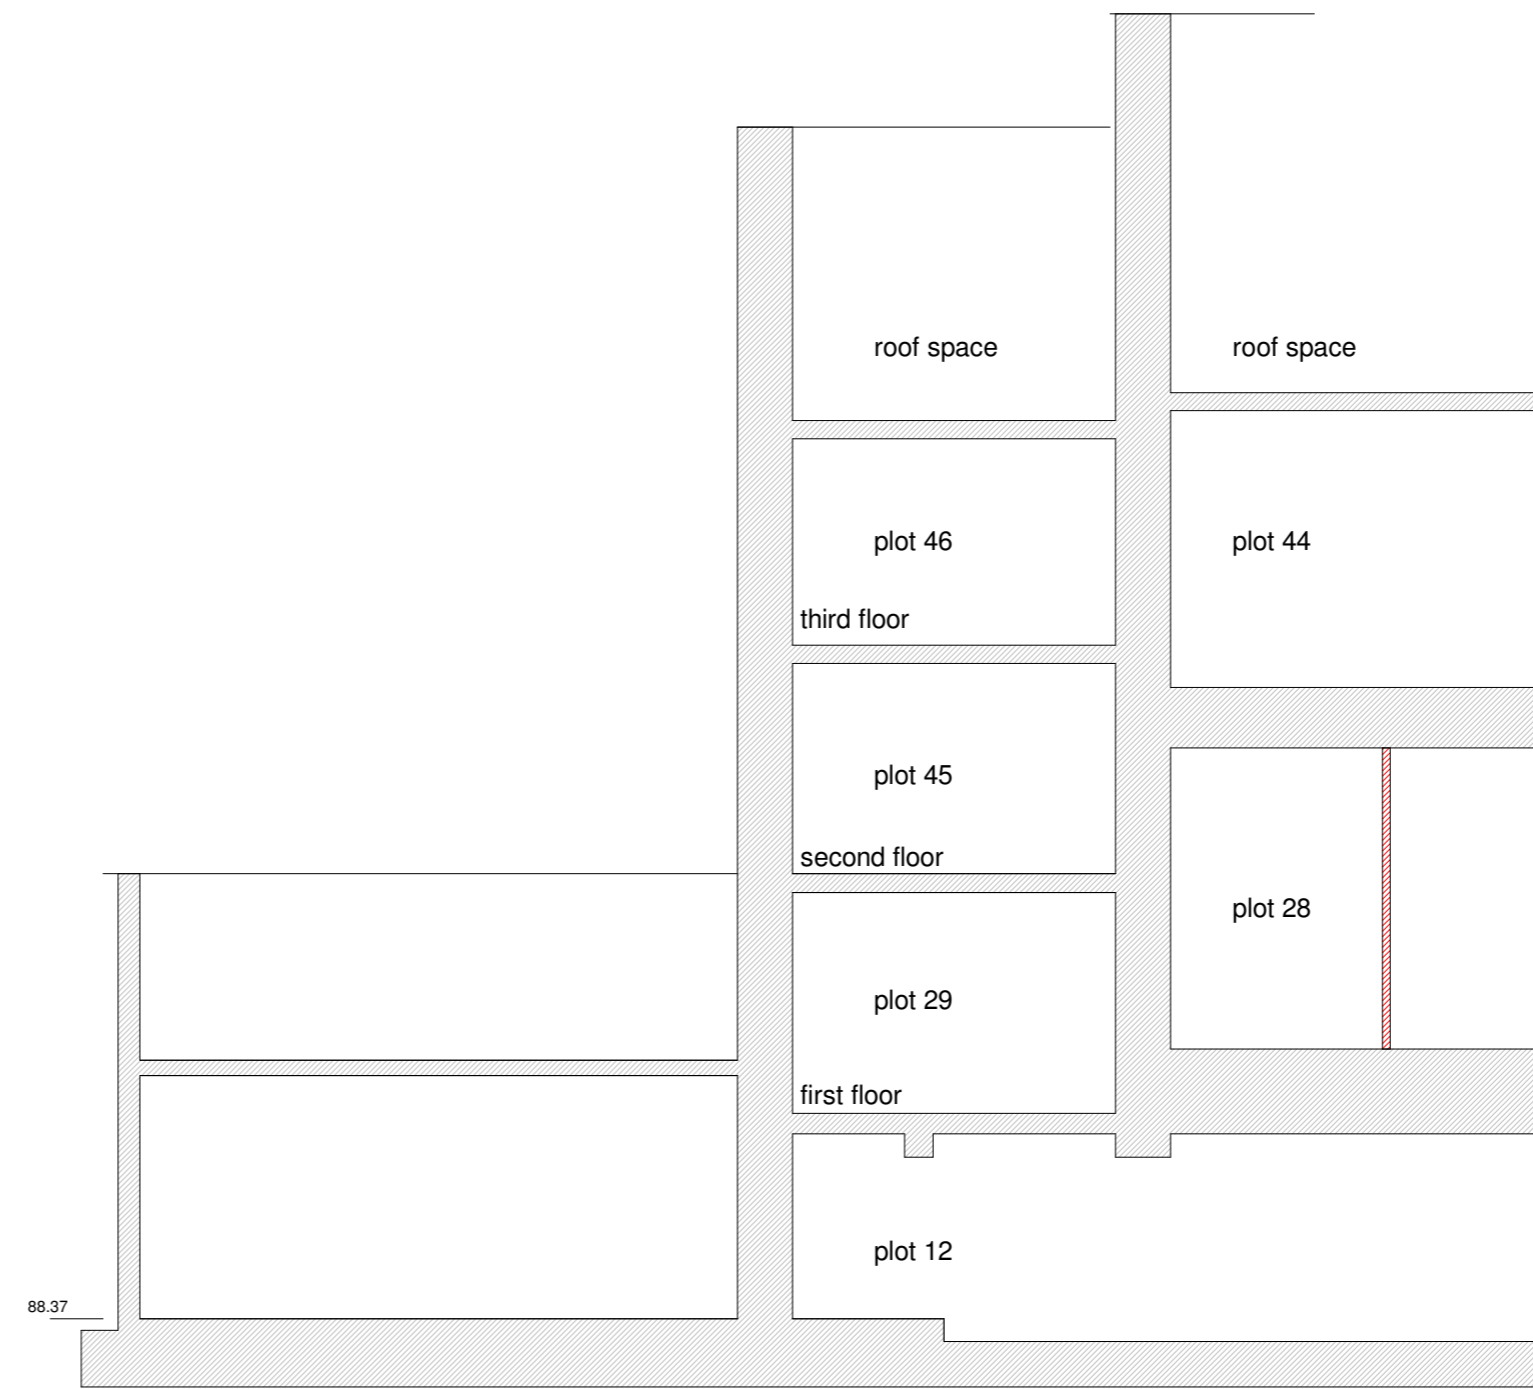 roof space
roof space
plot 46
plot 44
third floor
plot 45
second floor
plot 28
plot 29
first floor
plot 12
88.37